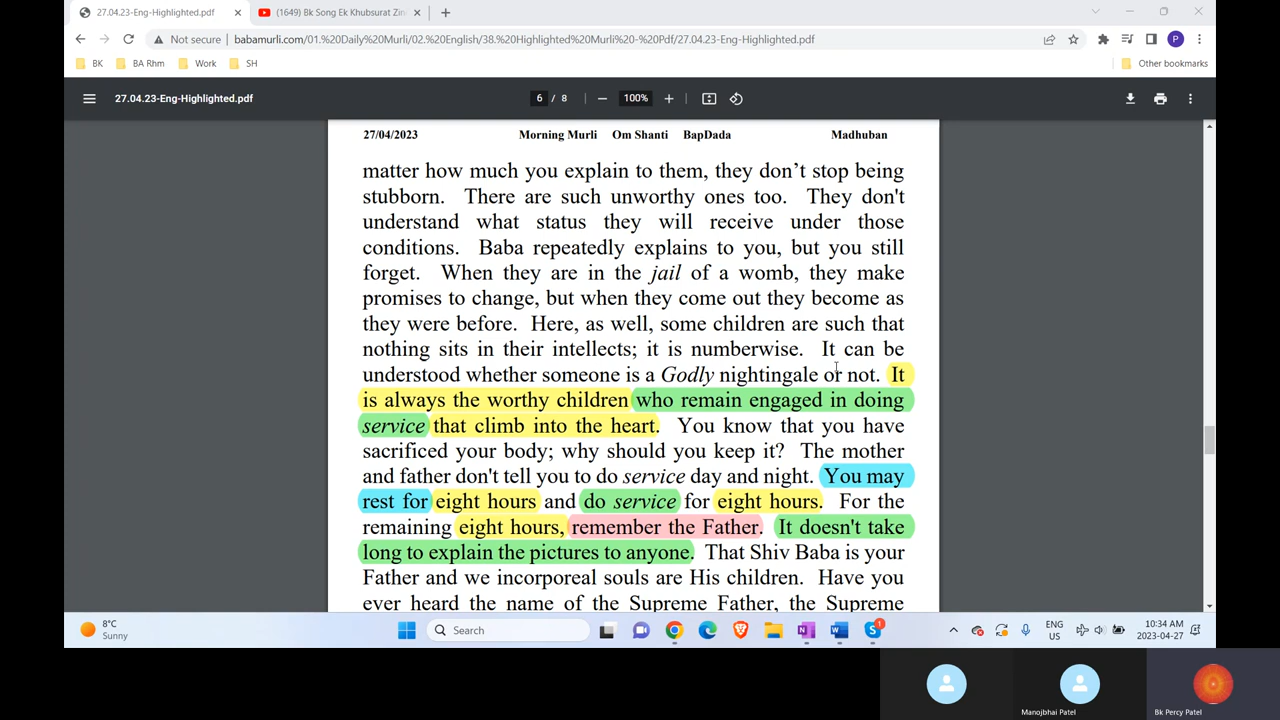 27.04.23-Eng-Highlighted.pdf
(1649) Bk Song Ek Khubsurat Zin
Not secure
babamurli.com/01.%20Daily%20Murli/02.%20English/38.%20Highlighted%20Murli%20-%20Pdf/27.04.23-Eng-Highlighted.pdf
P
BK
BA Rhm
Work
SH
Other bookmarks
27.04.23-Eng-Highlighted.pdf
6 / 8
100%
27/04/2023 Morning Murli Om Shanti BapDada Madhuban
matter how much you explain to them, they don’t stop being
stubborn. There are such unworthy ones too. They don't
understand what status they will receive under those
conditions. Baba repeatedly explains to you, but you still
forget. When they are in the jail of a womb, they make
promises to change, but when they come out they become as
they were before. Here, as well, some children are such that
nothing sits in their intellects; it is numberwise. It can be
understood whether someone is a Godly nightingale or not. It
is always the worthy children who remain engaged in doing
service that climb into the heart. You know that you have
sacrificed your body; why should you keep it? The mother
and father don't tell you to do service day and night. You may
rest for eight hours and do service for eight hours. For the
remaining eight hours, remember the Father. It doesn't take
long to explain the pictures to anyone. That Shiv Baba is your
Father and we incorporeal souls are His children. Have you
ever heard the name of the Supreme Father, the Supreme
8°C
Sunny
Search
1
ENG
US
10:34 AM
2023-04-27
Manojbhai Patel
Bk Percy Patel